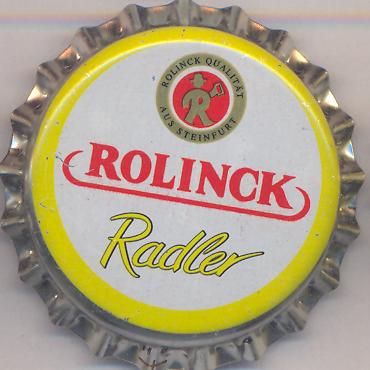 ROLINCK QUALITÄT
AUS STEINFURT
R
ROLINCK
Radler